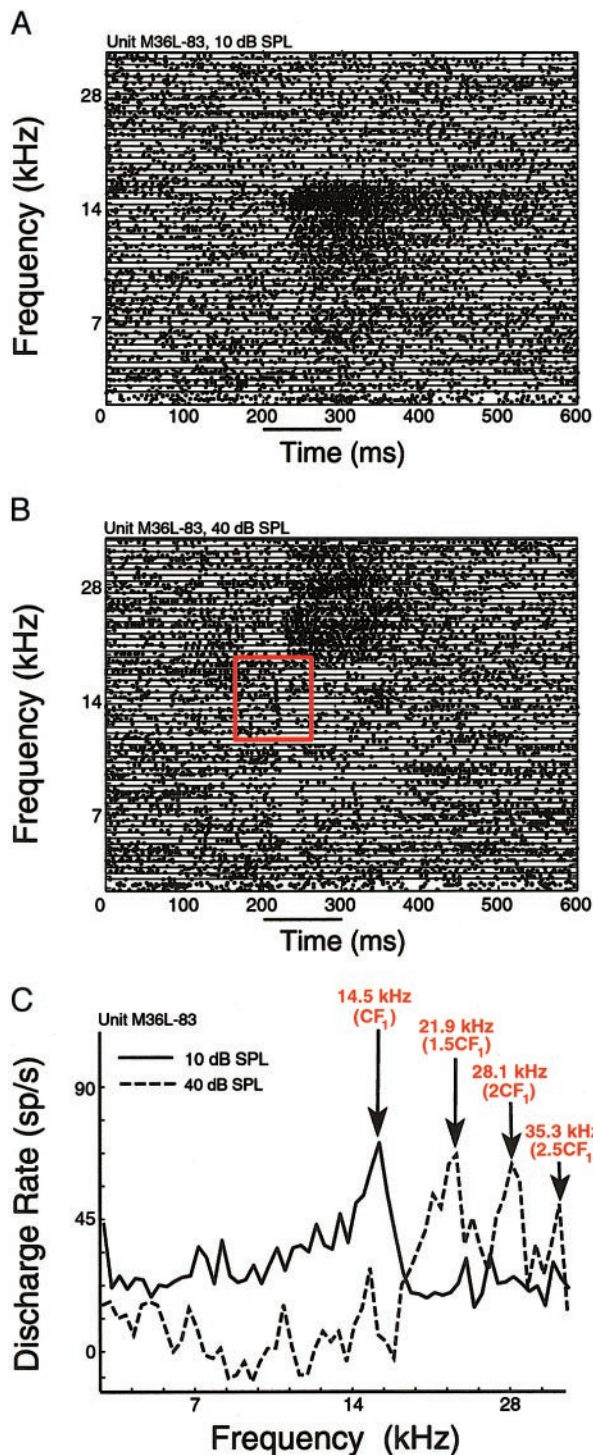 A
Unit M36L-83, 10 dB SPL
Frequency (kHz)
28
14
7
0 100 200 300 400 500 600
Time (ms)
B
Unit M36L-83, 40 dB SPL
Frequency (kHz)
28
14
7
0 100 200 300 400 500 600
Time (ms)
C
Unit M36L-83
10 dB SPL
40 dB SPL
14.5 kHz
(CF1)
21.9 kHz
(1.5CF1)
28.1 kHz
(2CF1)
35.3 kHz
(2.5CF1
Discharge Rate (sp/s)
90
45
0
7 14 28
Frequency (kHz)